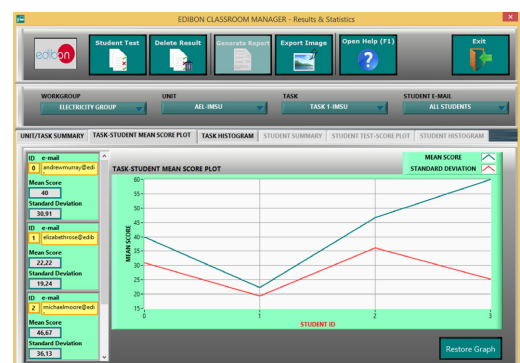 EDIBON CLASSROOM MANAGER - Results & Statistics
edibon
Student Test
Delete Result
Generate Report
Export Image
Open Help (F1)
Exit
WORKGROUP
UNIT
TASK
STUDENT E-MAIL
ELECTRICITY GROUP
AEL-IMSU
TASK 1-IMSU
ALL STUDENTS
UNIT/TASK SUMMARY
TASK-STUDENT MEAN SCORE PLOT
TASK HISTOGRAM
STUDENT SUMMARY
STUDENT TEST-SCORE PLOT
STUDENT HISTOGRAM
ID e-mail
0 andrewmurray@edi
Mean Score
40
Standard Deviation
30,91
ID e-mail
1 elizabethrose@edib
Mean Score
22,22
Standard Deviation
19,24
ID e-mail
2 michaelmoore@edi
Mean Score
46,67
Standard Deviation
36,13
TASK-STUDENT MEAN SCORE PLOT
MEAN SCORE
STANDARD DEVIATION
MEAN SCORE
60
55
50
45
40
35
30
25
20
15
0
1
2
3
STUDENT ID
Restore Graph